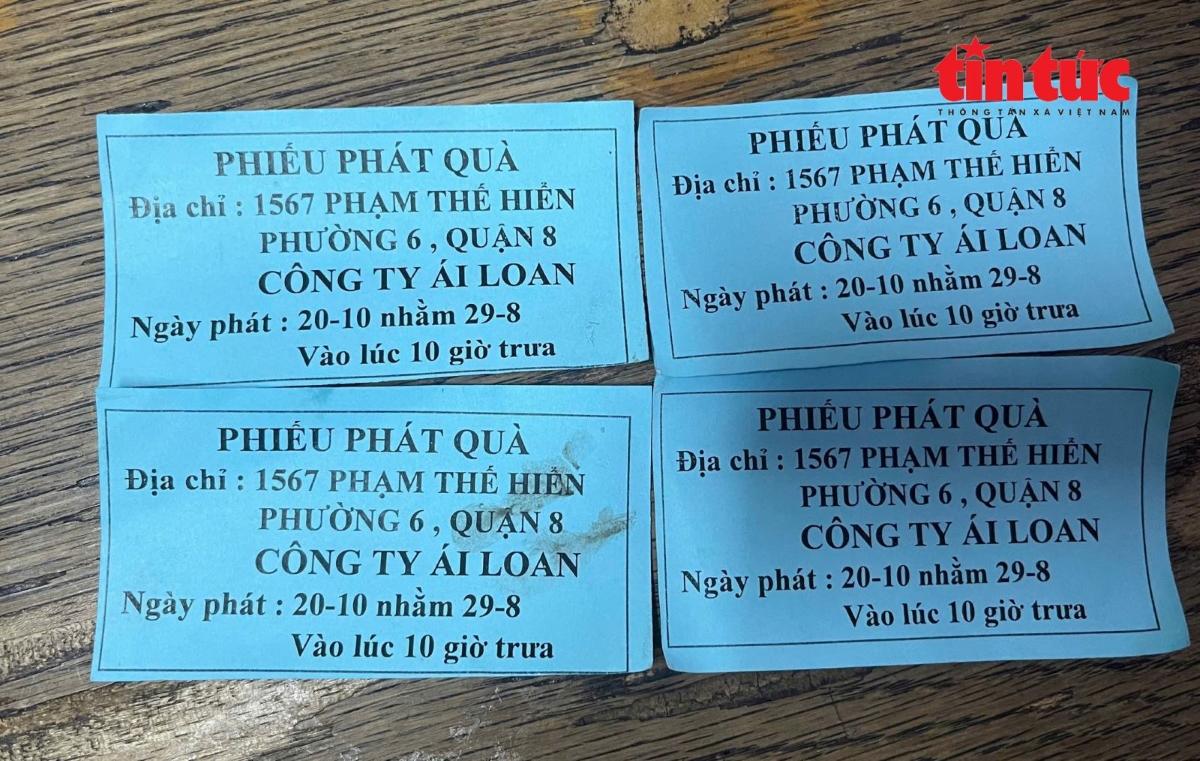 tin tức
THÔNG TẤN XÃ VIỆT NAM
PHIẾU PHÁT QUÀ
Địa chỉ : 1567 PHẠM THẾ HIỂN
PHƯỜNG 6 , QUẬN 8
CÔNG TY ÁI LOAN
Ngày phát : 20-10 nhằm 29-8
Vào lúc 10 giờ trưa
PHIẾU PHÁT QUÀ
Địa chỉ : 1567 PHẠM THẾ HIỂN
PHƯỜNG 6 , QUẬN 8
CÔNG TY ÁI LOAN
Ngày phát : 20-10 nhằm 29-8
Vào lúc 10 giờ trưa
PHIẾU PHÁT QUÀ
Địa chỉ : 1567 PHẠM THẾ HIỂN
PHƯỜNG 6 , QUẬN 8
CÔNG TY ÁI LOAN
Ngày phát : 20-10 nhằm 29-8
Vào lúc 10 giờ trưa
PHIẾU PHÁT QUÀ
Địa chỉ : 1567 PHẠM THẾ HIỂN
PHƯỜNG 6 , QUẬN 8
CÔNG TY ÁI LOAN
Ngày phát : 20-10 nhằm 29-8
Vào lúc 10 giờ trưa